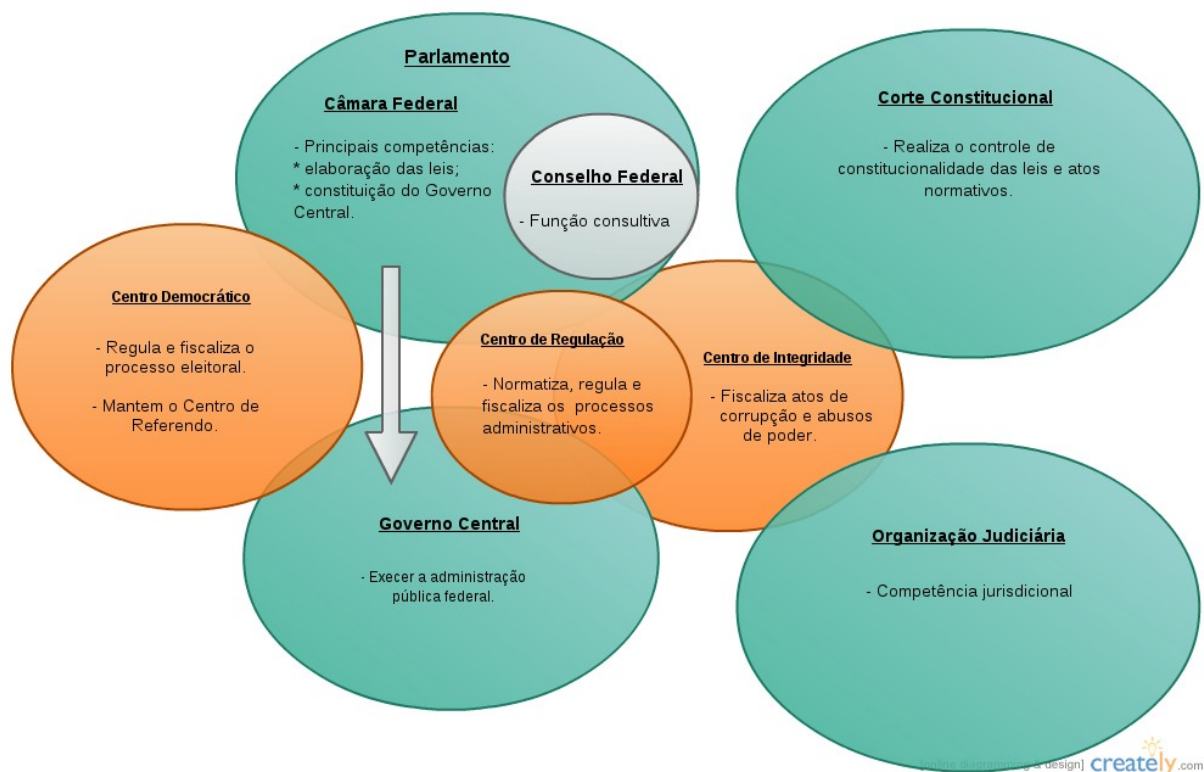 Parlamento
Câmara Federal
- Principais competências:
* elaboração das leis;
* constituição do Governo
Central.
Conselho Federal
- Função consultiva
Corte Constitucional
- Realiza o controle de
constitucionalidade das leis e atos
normativos.
Centro Democrático
- Regula e fiscaliza o
processo eleitoral.
- Mantem o Centro de
Referendo.
Centro de Regulação
- Normatiza, regula e
fiscaliza os processos
administrativos.
Centro de Integridade
- Fiscaliza atos de
corrupção e abusos
de poder.
Governo Central
- Execer a administração
pública federal.
Organização Judiciária
- Competência jurisdicional
[online diagramming & design] creately.com